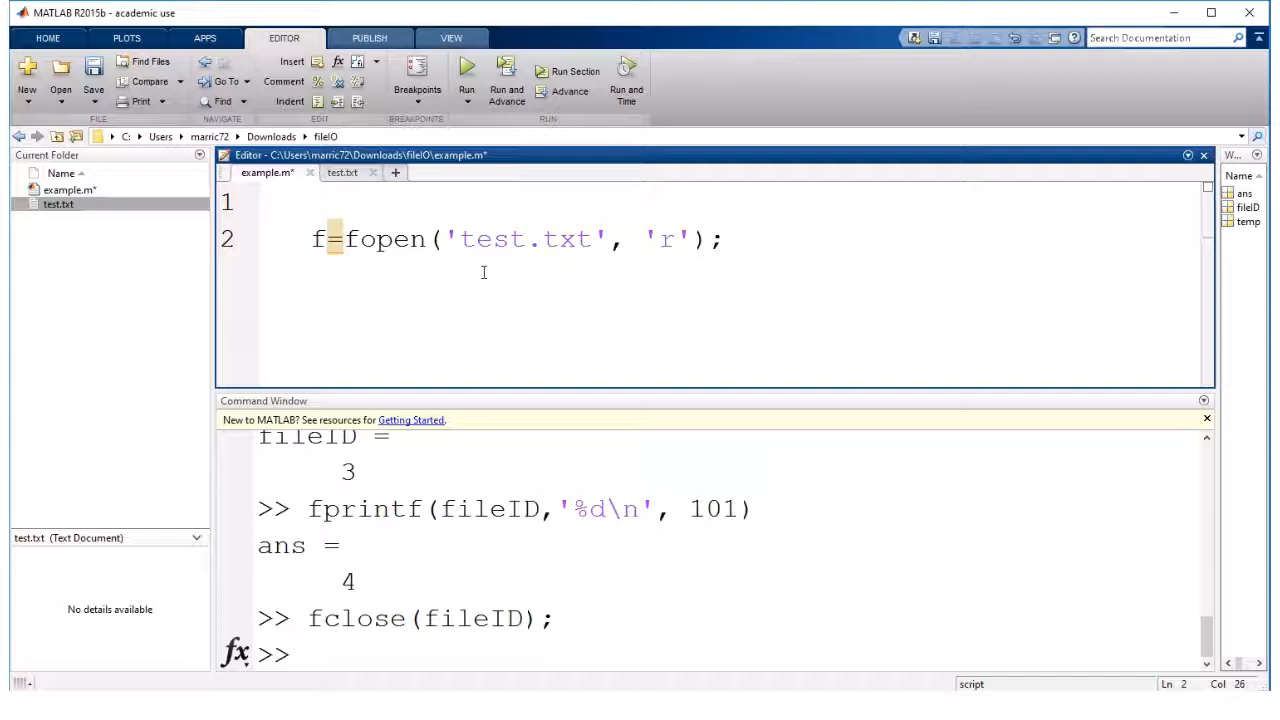 MATLAB R2015b - academic use
HOME PLOTS APPS EDITOR PUBLISH VIEW Search Documentation
New Open Save Find Files Compare Print Go To Find Insert fx Comment Indent Breakpoints Run Run and Advance Run Section Advance Run and Time
FILE NAVIGATE EDIT BREAKPOINTS RUN
C: Users marric72 Downloads fileIO
Current Folder
Name
example.m*
test.txt
Editor - C:\Users\marric72\Downloads\fileIO\example.m*
example.m* test.txt
1
2 f=fopen('test.txt', 'r');
W...
Name
ans
fileID
temp
Command Window
New to MATLAB? See resources for Getting Started.
fileID =
3
>> fprintf(fileID,'%d\n', 101)
ans =
4
>> fclose(fileID);
fx >>
test.txt (Text Document)
No details available
script Ln 2 Col 26